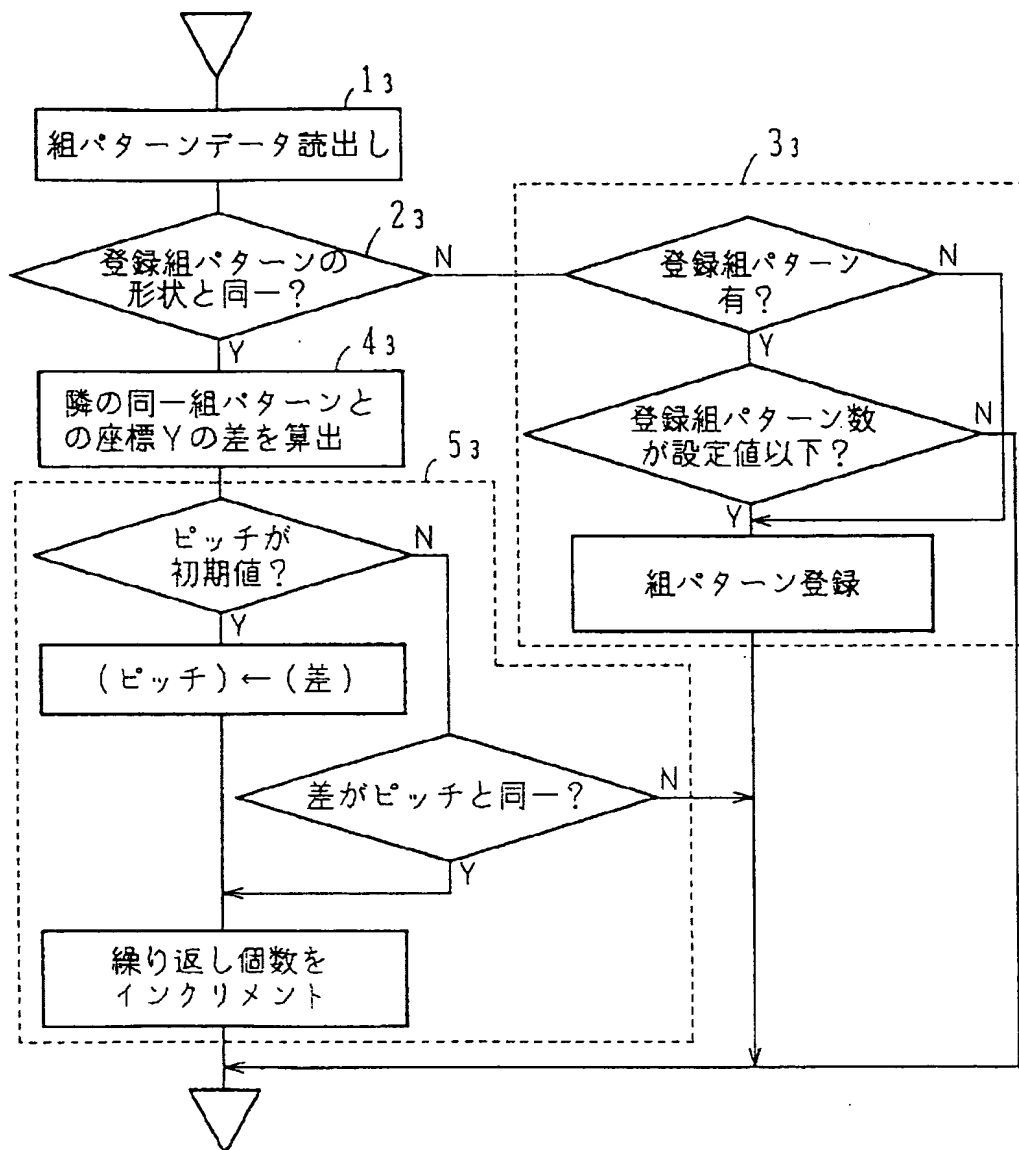 1₃
組パターンデータ読出し
2₃
登録組パターンの
形状と同一?
N
Y
3₃
登録組パターン
有?
N
Y
登録組パターン数
が設定値以下?
N
Y
組パターン登録
4₃
隣の同一組パターンと
の座標Yの差を算出
5₃
ピッチが
初期値?
N
Y
(ピッチ)←(差)
差がピッチと同一?
N
Y
繰り返し個数を
インクリメント